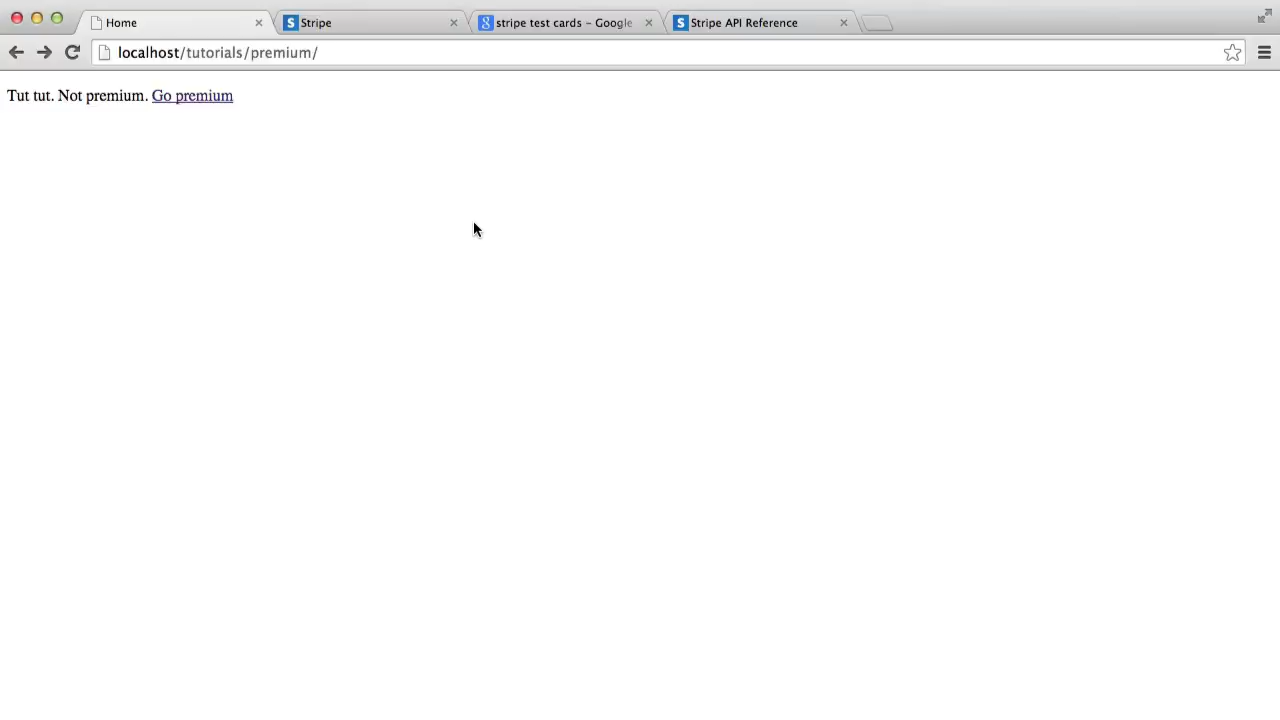 Home
Stripe
stripe test cards - Google
Stripe API Reference
localhost/tutorials/premium/
Tut tut. Not premium. Go premium